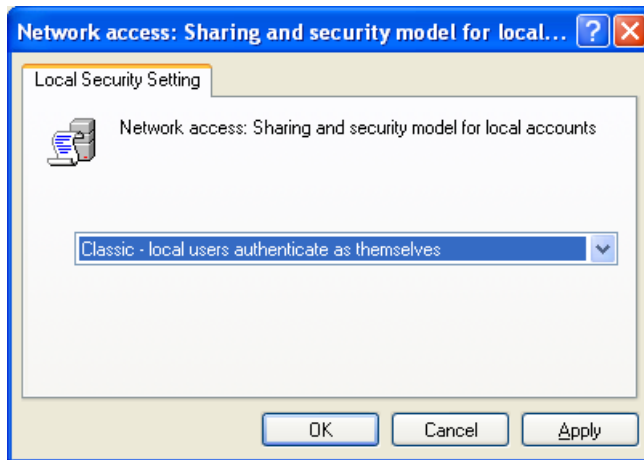 Network access: Sharing and security model for local...
Local Security Setting
Network access: Sharing and security model for local accounts
Classic - local users authenticate as themselves
OK Cancel Apply